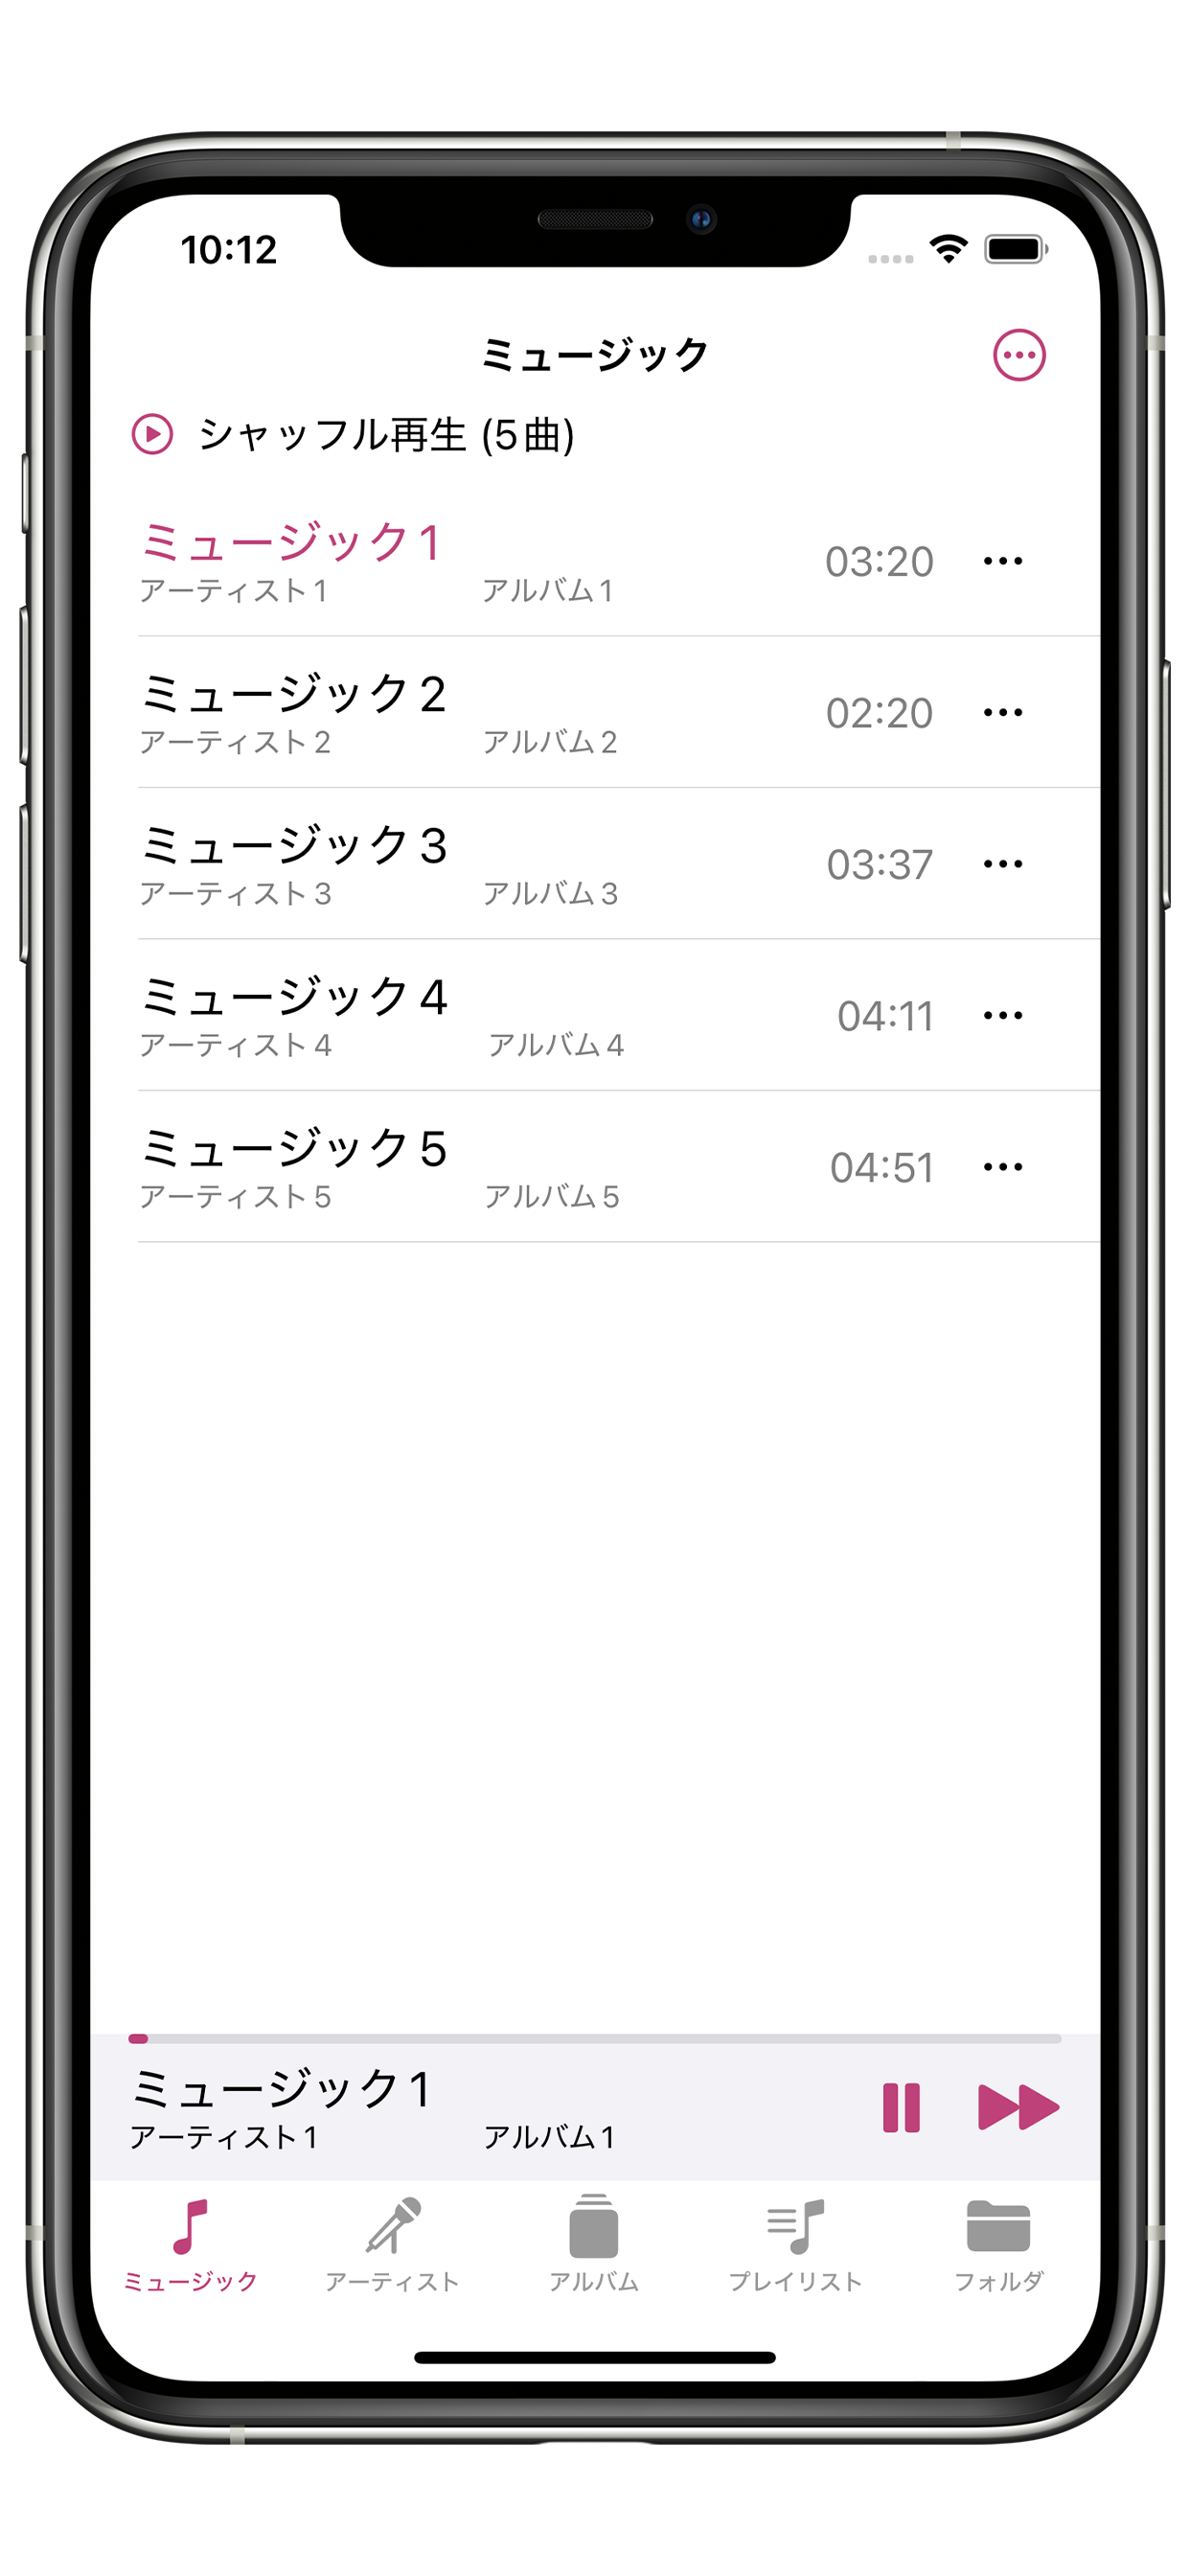 10:12
ミュージック
シャッフル再生 (5曲)
ミュージック1
アーティスト1 アルバム1 03:20
ミュージック2
アーティスト2 アルバム2 02:20
ミュージック3
アーティスト3 アルバム3 03:37
ミュージック4
アーティスト4 アルバム4 04:11
ミュージック5
アーティスト5 アルバム5 04:51
ミュージック1
アーティスト1 アルバム1
ミュージック アーティスト アルバム プレイリスト フォルダ